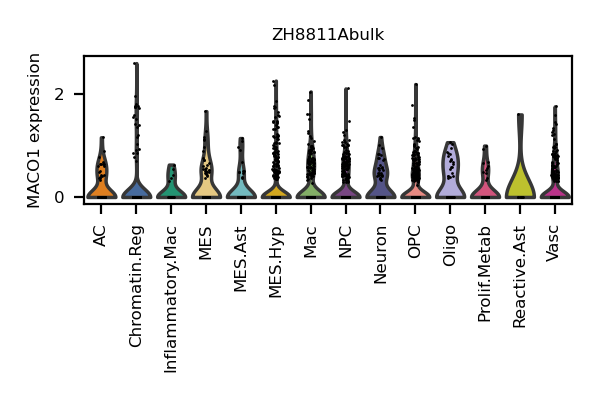 ZH8811Abulk
MACO1 expression
2
0
AC
Chromatin.Reg
Inflammatory.Mac
MES
MES.Ast
MES.Hyp
Mac
NPC
Neuron
OPC
Oligo
Prolif.Metab
Reactive.Ast
Vasc